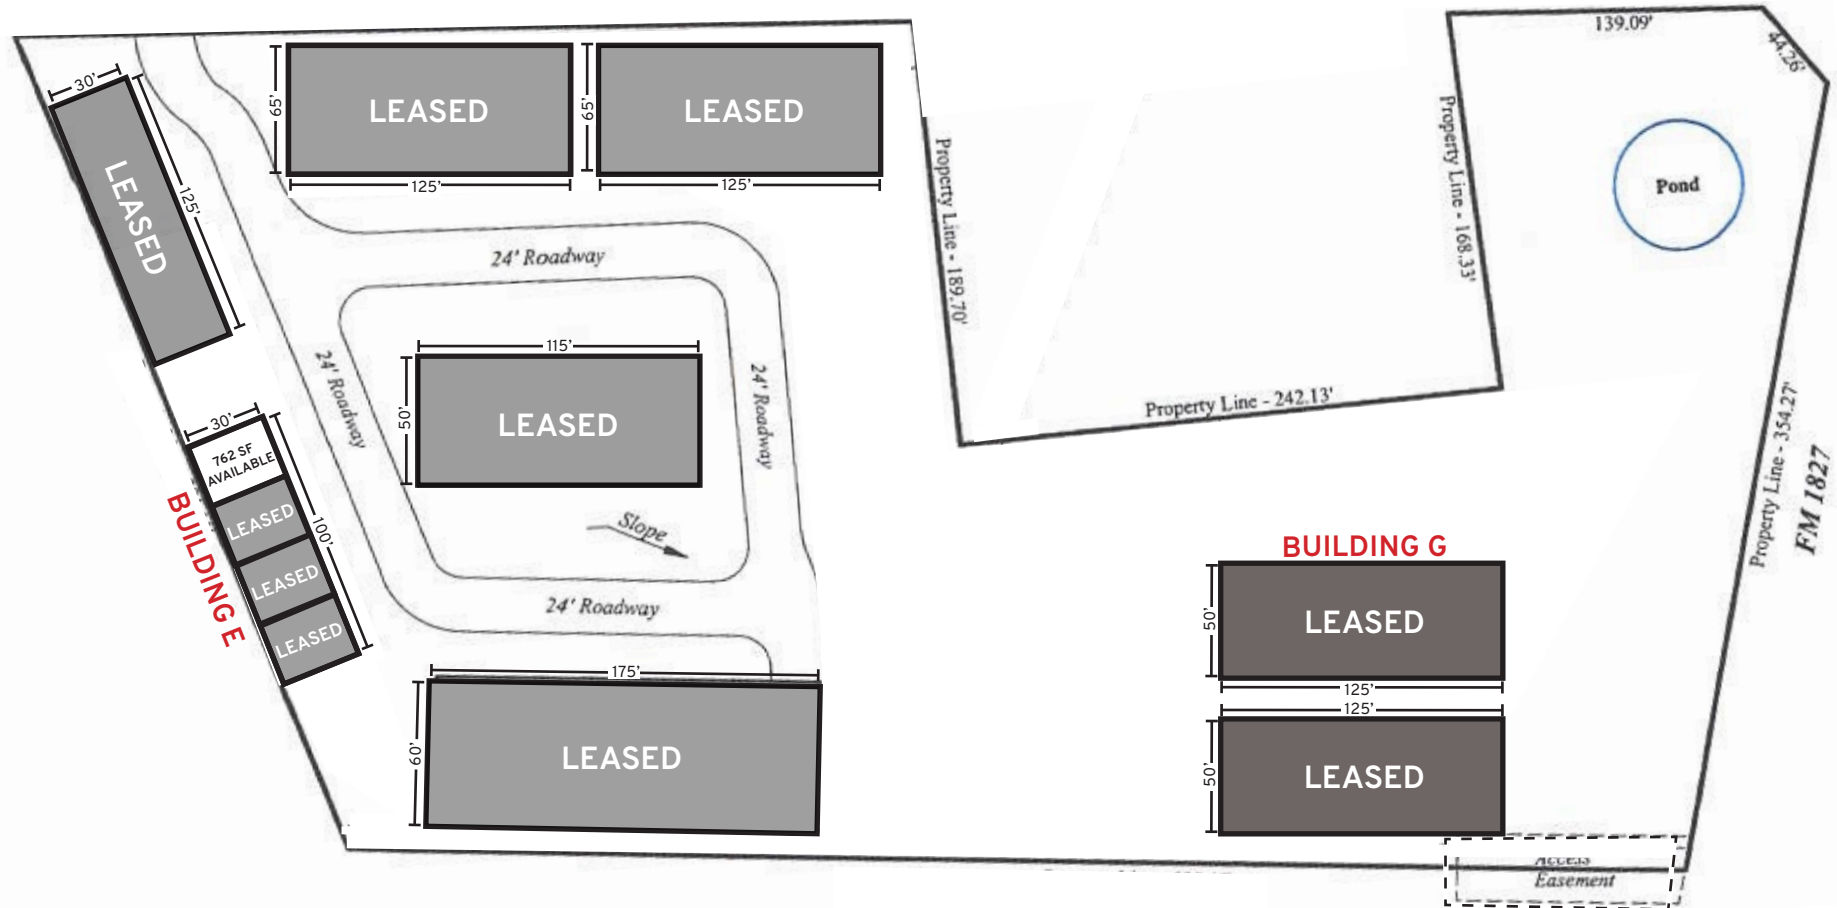 139.09'
44.26'
30'
125'
LEASED
65'
LEASED
125'
65'
LEASED
125'
Property Line - 189.70'
Property Line - 168.33'
Pond
24' Roadway
24' Roadway
24' Roadway
115'
50'
LEASED
Slope
24' Roadway
Property Line - 242.13'
Property Line - 354.27'
FM 1827
30'
762 SF
AVAILABLE
LEASED
LEASED
LEASED
100'
BUILDING E
175'
60'
LEASED
BUILDING G
50'
LEASED
125'
125'
50'
LEASED
Access
Easement